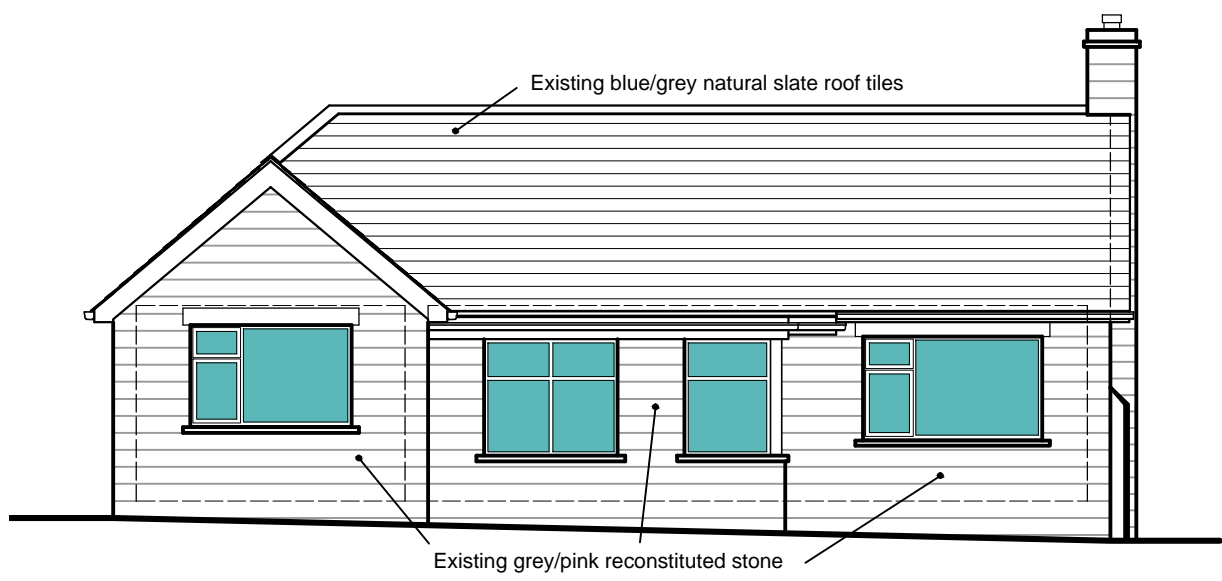 Existing blue/grey natural slate roof tiles
Existing grey/pink reconstituted stone